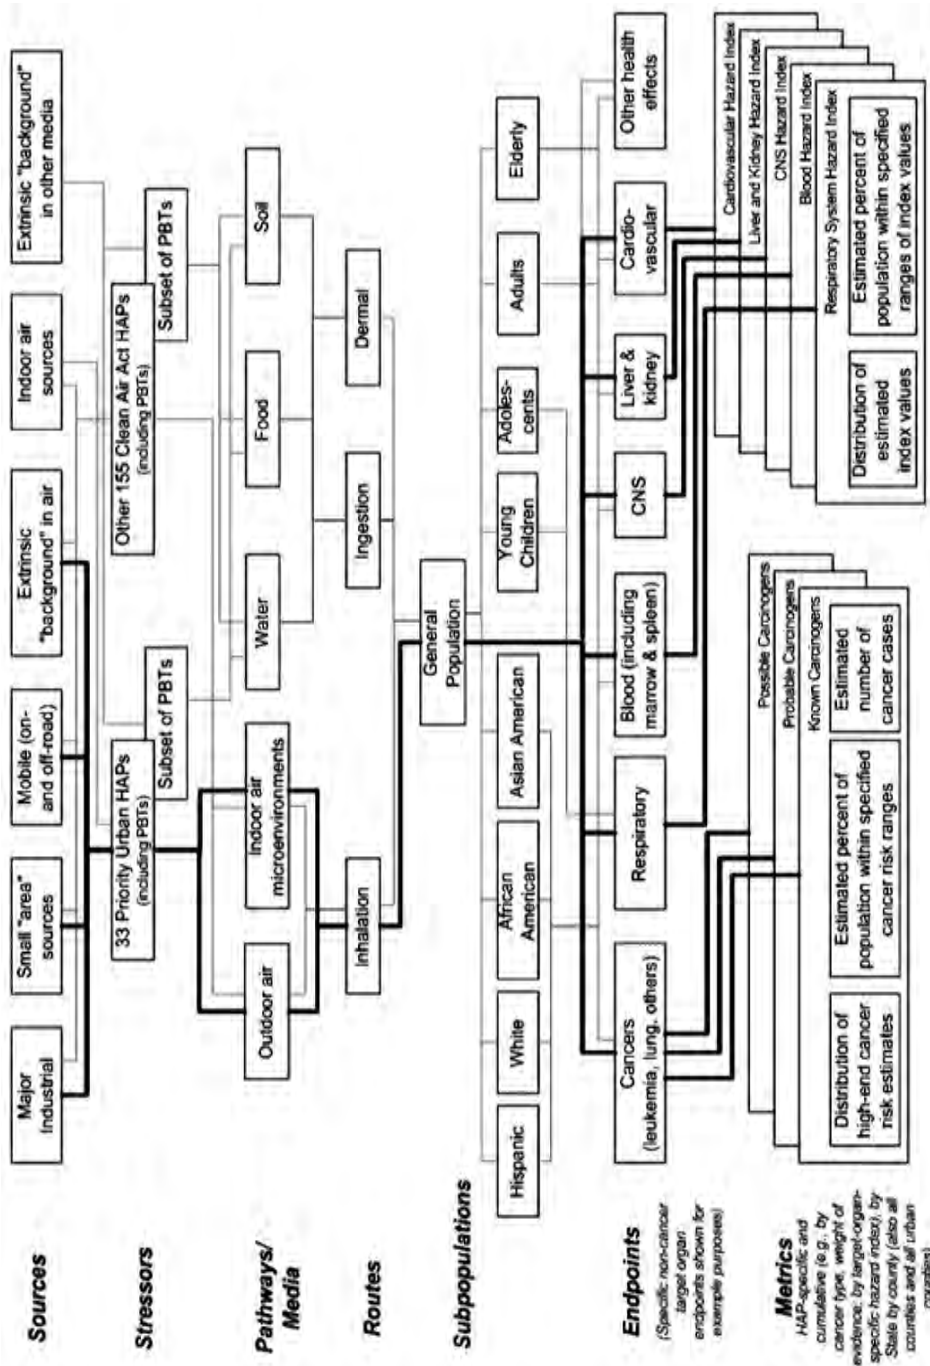 Sources
Major
Industrial
Small "area"
sources
Mobile (on-
and off-road)
Extrinsic
"background" in air
Indoor air
sources
Extrinsic "background"
in other media
Stressors
33 Priority Urban HAPs
(including PBTs)
Subset of PBTs
Other 155 Clean Air Act HAPs
(including PBTs)
Subset of PBTs
Pathways/
Media
Outdoor air
Indoor air
microenvironments
Water
Food
Soil
Routes
Inhalation
Ingestion
Dermal
General
Population
Subpopulations
Hispanic
White
African
American
Asian American
Young
Children
Adoles-
cents
Adults
Elderly
Endpoints
(Specific non-cancer
target organ
endpoints shown for
example purposes)
Cancers
(leukemia, lung, others)
Respiratory
Blood (including
marrow & spleen)
CNS
Liver &
kidney
Cardio-
vascular
Other health
effects
Metrics
HAP-specific and
cumulative (e.g., by
cancer type, weight of
evidence; by target-organ-
specific hazard index), by
State by county (also all
counties and all urban
counties)
Possible Carcinogens
Probable Carcinogens
Known Carcinogens
Distribution of
high-end cancer
risk estimates
Estimated percent of
population within specified
cancer risk ranges
Estimated
number of
cancer cases
Cardiovascular Hazard Index
Liver and Kidney Hazard Index
CNS Hazard Index
Blood Hazard Index
Respiratory System Hazard Index
Distribution of
estimated
index values
Estimated percent of
population within specified
ranges of index values